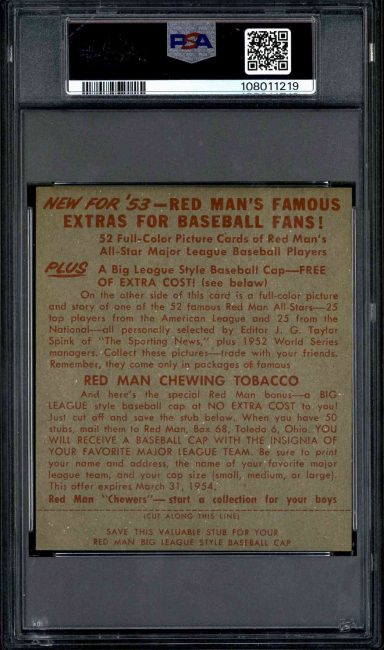 PSA
108011219
NEW FOR '53—RED MAN'S FAMOUS
EXTRAS FOR BASEBALL FANS!
52 Full-Color Picture Cards of Red Man's
All-Star Major League Baseball Players
PLUS A Big League Style Baseball Cap—FREE
OF EXTRA COST! (see below)
On the other side of this card is a full-color picture
and story of one of the 52 famous Red Man All-Stars—25
top players from the American League and 25 from the
National—all personally selected by Editor J. G. Taylor
Spink of "The Sporting News," plus 1952 World Series
managers. Collect these pictures—trade with your friends.
Remember, they come only in packages of famous
RED MAN CHEWING TOBACCO
And here's the special Red Man bonus—a BIG
LEAGUE style baseball cap at NO EXTRA COST to you!
Just cut off and save the stub below. When you have 50
stubs, mail them to Red Man, Box 68, Toledo 6, Ohio. YOU
WILL RECEIVE A BASEBALL CAP WITH THE INSIGNIA OF
YOUR FAVORITE MAJOR LEAGUE TEAM. Be sure to print
your name and address, the name of your favorite major
league team, and your cap size (small, medium, or large).
This offer expires March 31, 1954.
Red Man "Chewers"—start a collection for your boys
(CUT ALONG THIS LINE)
SAVE THIS VALUABLE STUB FOR YOUR
RED MAN BIG LEAGUE STYLE BASEBALL CAP